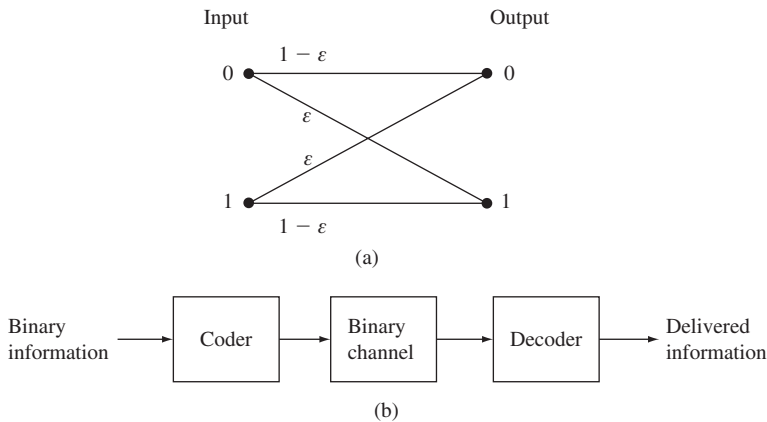 Input Output
1 − ε
0 0
ε
ε
1 1
1 − ε
(a)
Binary information
Coder
Binary channel
Decoder
Delivered information
(b)